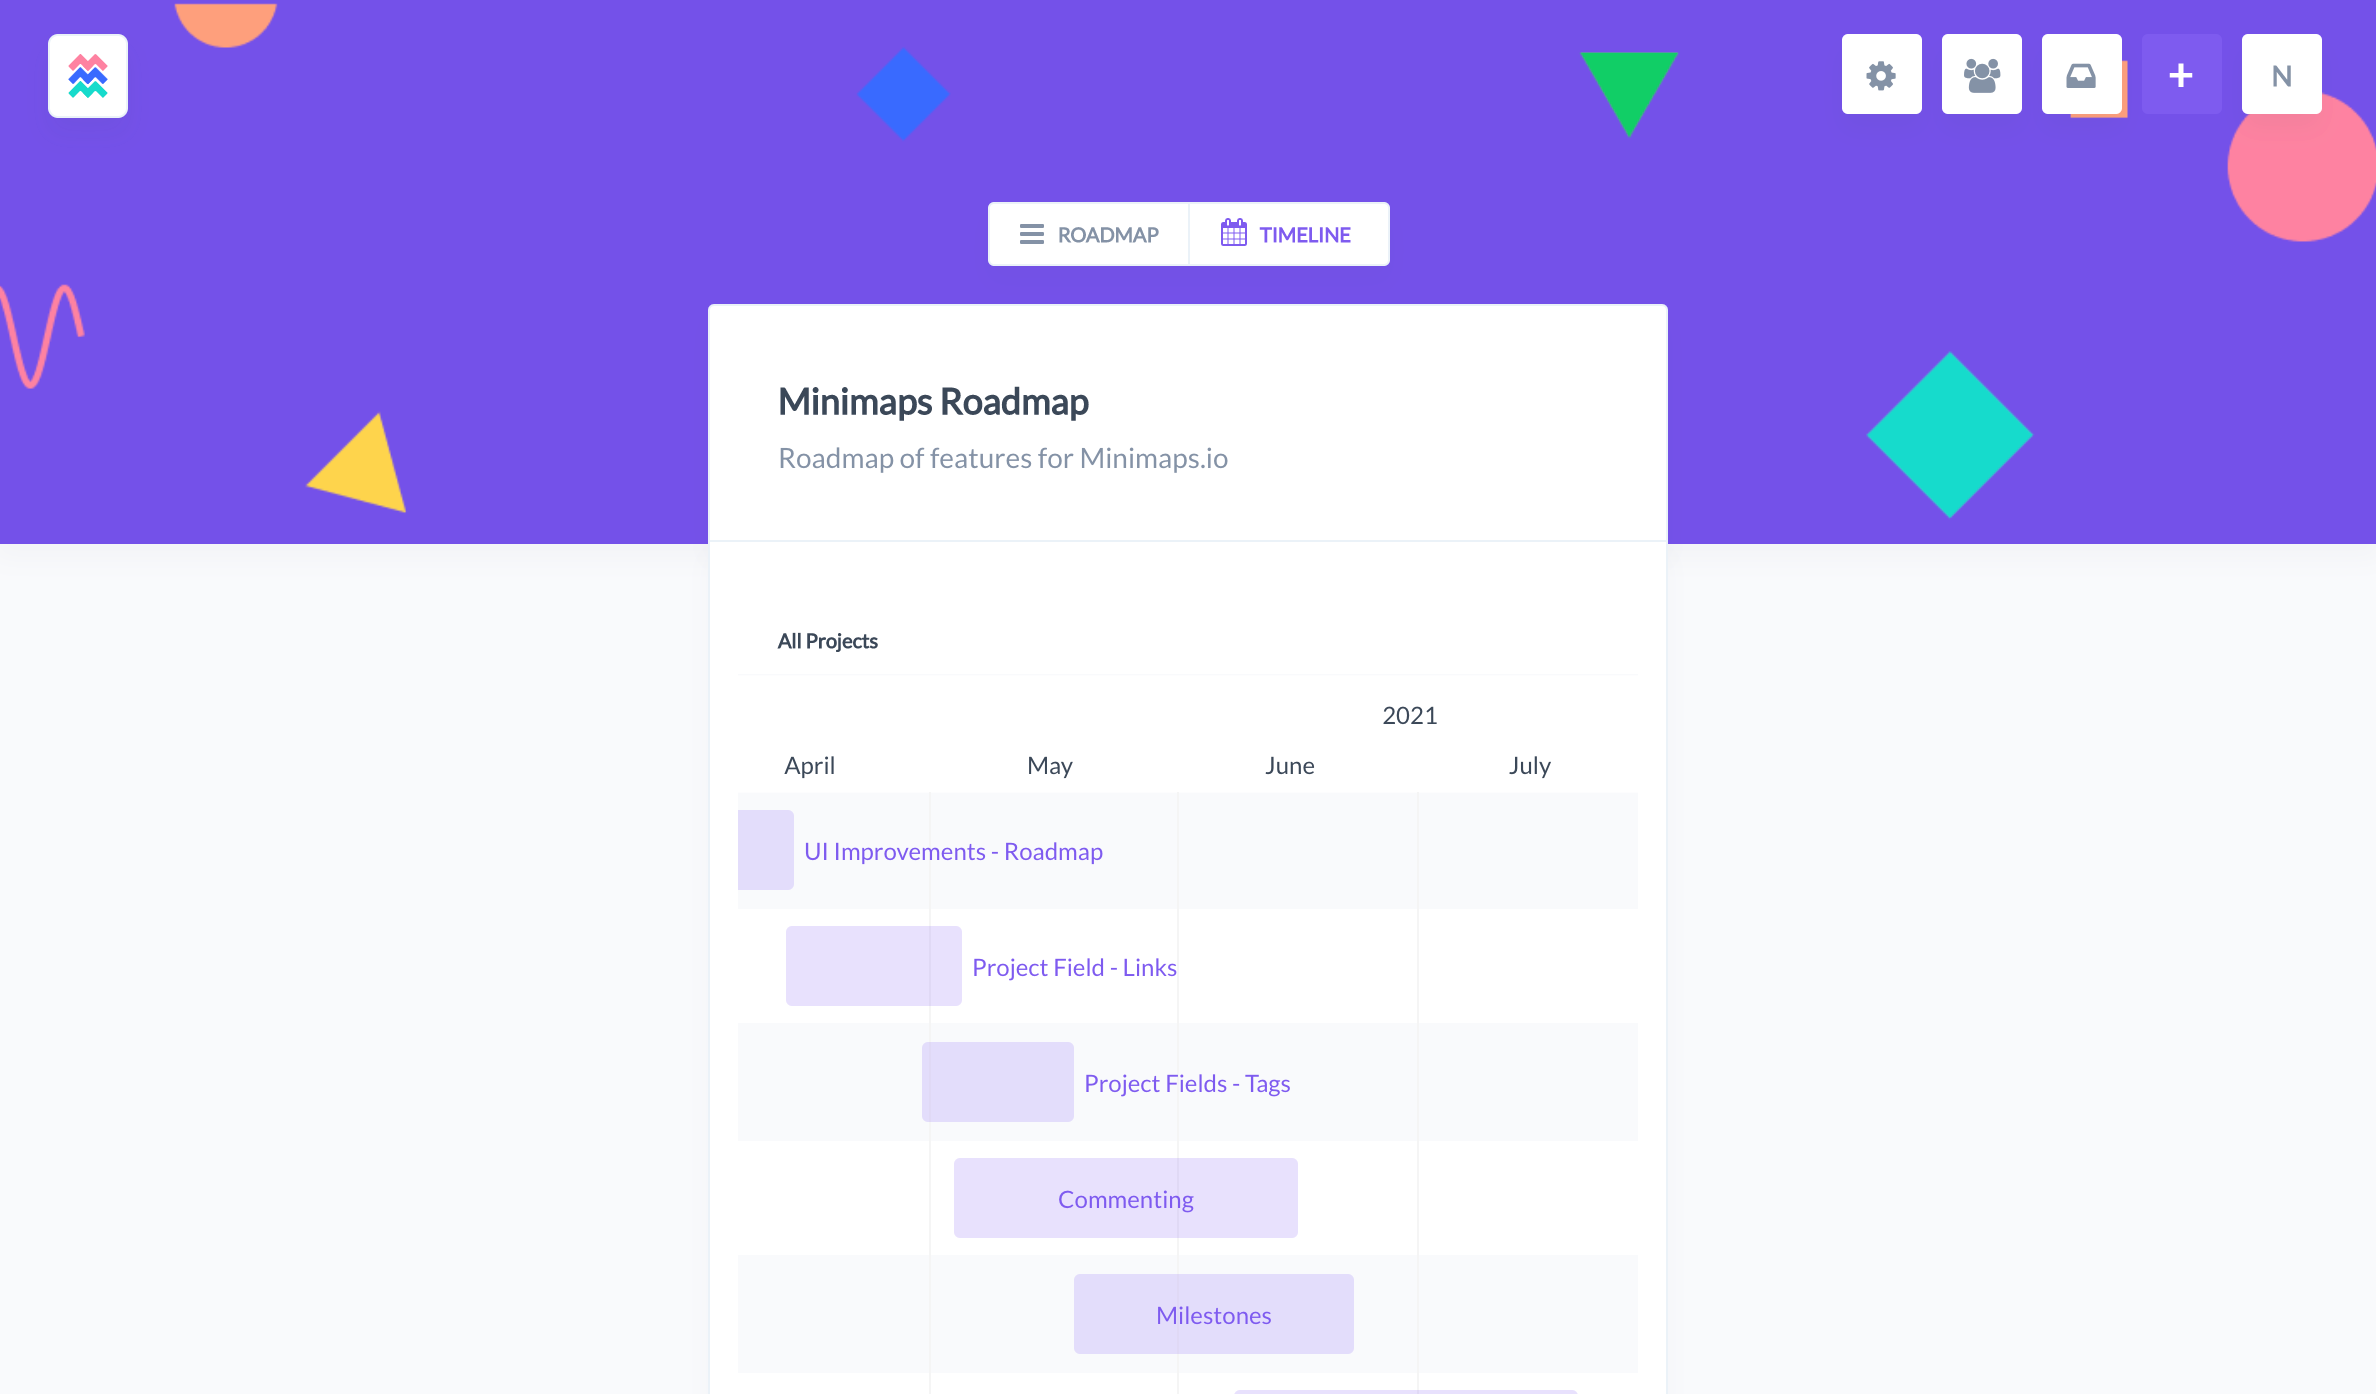 N
ROADMAP
TIMELINE
Minimaps Roadmap
Roadmap of features for Minimaps.io
All Projects
2021
April May June July
UI Improvements - Roadmap
Project Field - Links
Project Fields - Tags
Commenting
Milestones